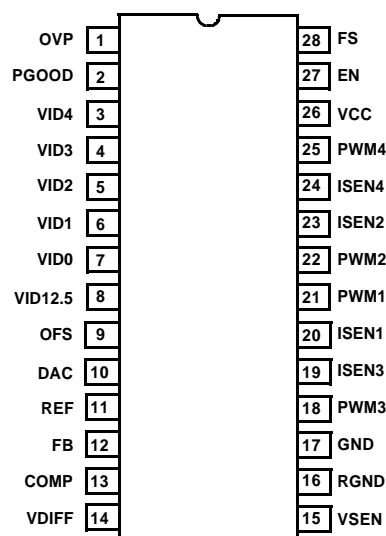 OVP 1 28 FS
PGOOD 2 27 EN
VID4 3 26 VCC
VID3 4 25 PWM4
VID2 5 24 ISEN4
VID1 6 23 ISEN2
VID0 7 22 PWM2
VID12.5 8 21 PWM1
OFS 9 20 ISEN1
DAC 10 19 ISEN3
REF 11 18 PWM3
FB 12 17 GND
COMP 13 16 RGND
VDIFF 14 15 VSEN